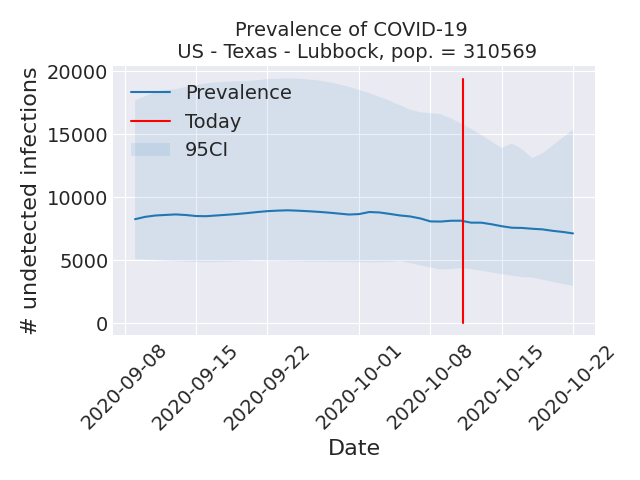 Prevalence of COVID-19
US - Texas - Lubbock, pop. = 310569
# undetected infections
20000
15000
10000
5000
0
Prevalence
Today
95CI
2020-09-08
2020-09-15
2020-09-22
2020-10-01
2020-10-08
2020-10-15
2020-10-22
Date